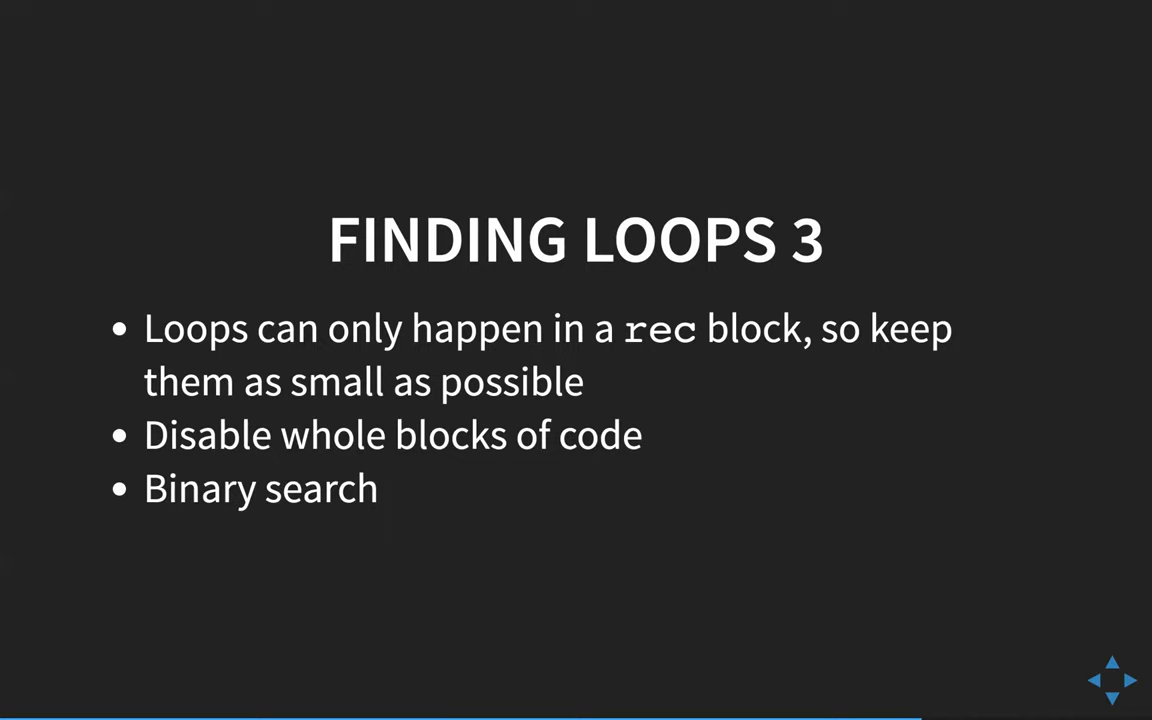 FINDING LOOPS 3
• Loops can only happen in a rec block, so keep
them as small as possible
• Disable whole blocks of code
• Binary search